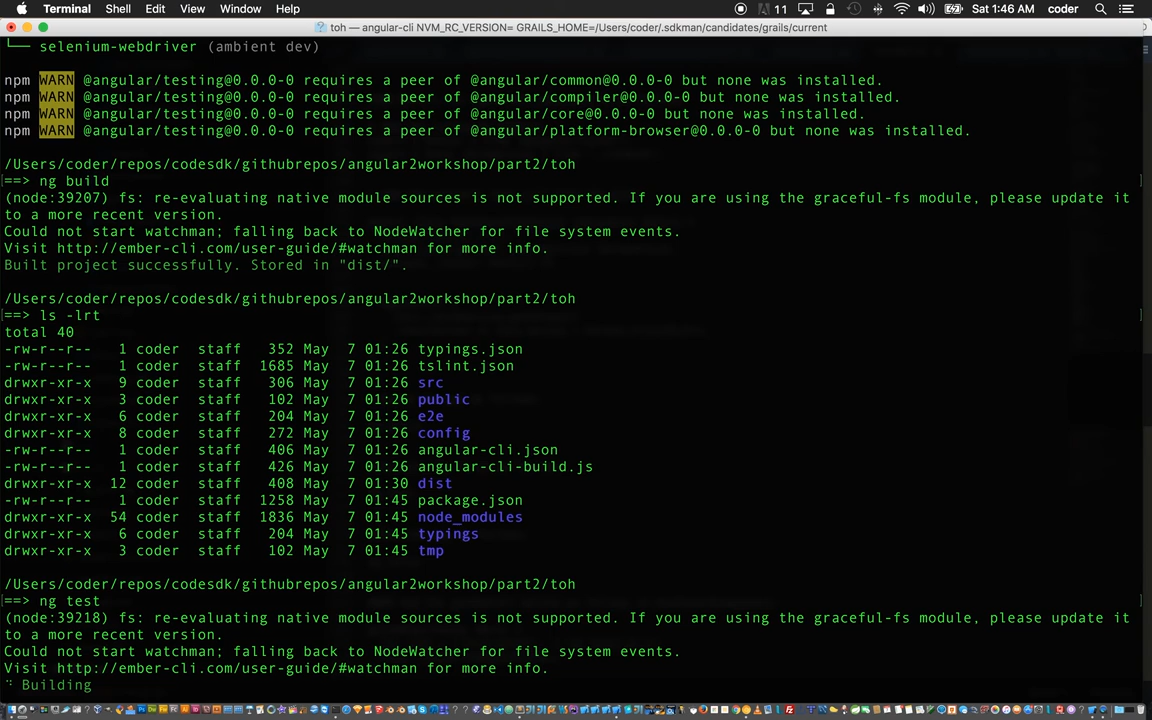 Terminal Shell Edit View Window Help 11 Sat 1:46 AM coder
toh — angular-cli NVM_RC_VERSION= GRAILS_HOME=/Users/coder/.sdkman/candidates/grails/current
└── selenium-webdriver (ambient dev)
npm WARN @angular/testing@0.0.0-0 requires a peer of @angular/common@0.0.0-0 but none was installed.
npm WARN @angular/testing@0.0.0-0 requires a peer of @angular/compiler@0.0.0-0 but none was installed.
npm WARN @angular/testing@0.0.0-0 requires a peer of @angular/core@0.0.0-0 but none was installed.
npm WARN @angular/testing@0.0.0-0 requires a peer of @angular/platform-browser@0.0.0-0 but none was installed.
/Users/coder/repos/codesdk/githubrepos/angular2workshop/part2/toh
==> ng build
(node:39207) fs: re-evaluating native module sources is not supported. If you are using the graceful-fs module, please update it
to a more recent version.
Could not start watchman; falling back to NodeWatcher for file system events.
Visit http://ember-cli.com/user-guide/#watchman for more info.
Built project successfully. Stored in "dist/".
/Users/coder/repos/codesdk/githubrepos/angular2workshop/part2/toh
==> ls -lrt
total 40
-rw-r--r-- 1 coder staff 352 May 7 01:26 typings.json
-rw-r--r-- 1 coder staff 1685 May 7 01:26 tslint.json
drwxr-xr-x 9 coder staff 306 May 7 01:26 src
drwxr-xr-x 3 coder staff 102 May 7 01:26 public
drwxr-xr-x 6 coder staff 204 May 7 01:26 e2e
drwxr-xr-x 8 coder staff 272 May 7 01:26 config
-rw-r--r-- 1 coder staff 406 May 7 01:26 angular-cli.json
-rw-r--r-- 1 coder staff 426 May 7 01:26 angular-cli-build.js
drwxr-xr-x 12 coder staff 408 May 7 01:30 dist
-rw-r--r-- 1 coder staff 1258 May 7 01:45 package.json
drwxr-xr-x 54 coder staff 1836 May 7 01:45 node_modules
drwxr-xr-x 6 coder staff 204 May 7 01:45 typings
drwxr-xr-x 3 coder staff 102 May 7 01:45 tmp
/Users/coder/repos/codesdk/githubrepos/angular2workshop/part2/toh
==> ng test
(node:39218) fs: re-evaluating native module sources is not supported. If you are using the graceful-fs module, please update it
to a more recent version.
Could not start watchman; falling back to NodeWatcher for file system events.
Visit http://ember-cli.com/user-guide/#watchman for more info.
Building